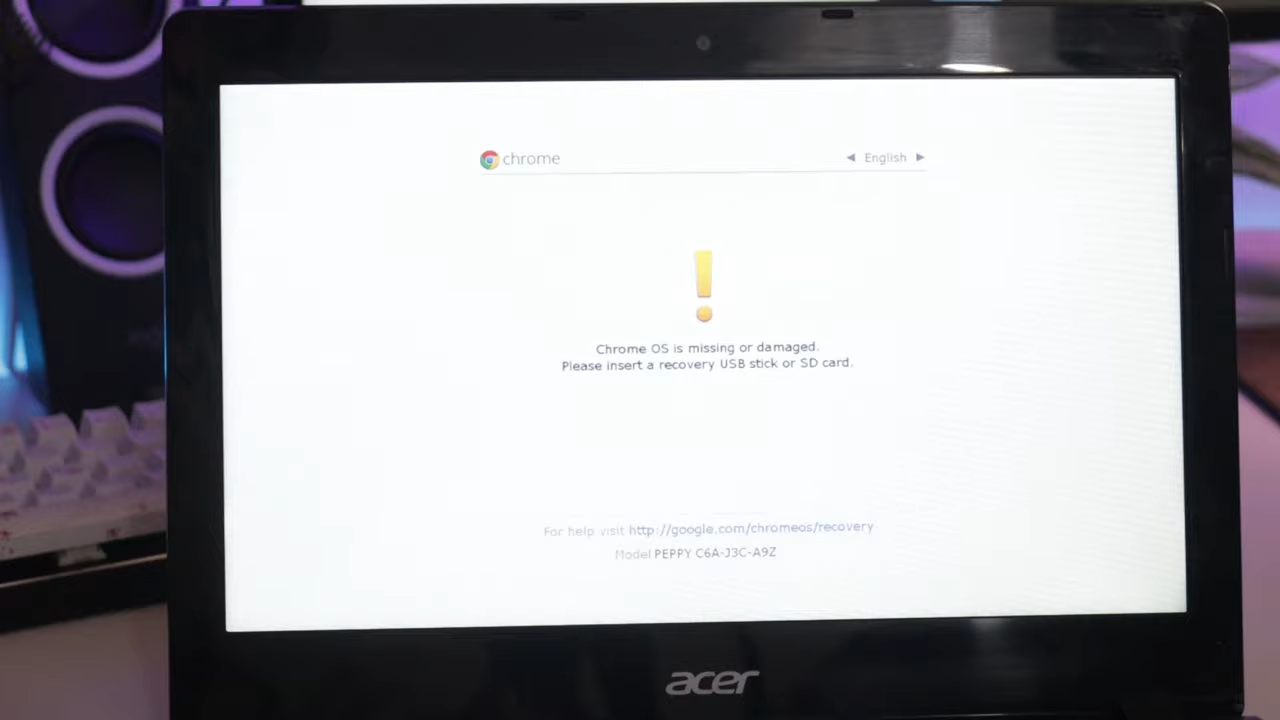 chrome
◀ English ▶
Chrome OS is missing or damaged.
Please insert a recovery USB stick or SD card.
For help visit http://google.com/chromeos/recovery
Model PEPPY C6A-J3C-A9Z
acer